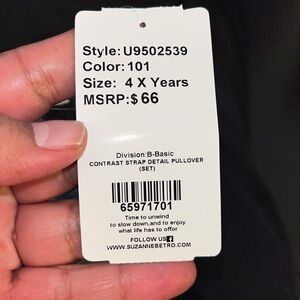 Style:U9502539
Color:101
Size: 4 X Years
MSRP:$ 66
Division:B-Basic
CONTRAST STRAP DETAIL PULLOVER
(SET)
65971701
Time to unwind
to slow down,and to enjoy
what life has to offer
FOLLOW US f
WWW.SUZANNEBETRO.COM